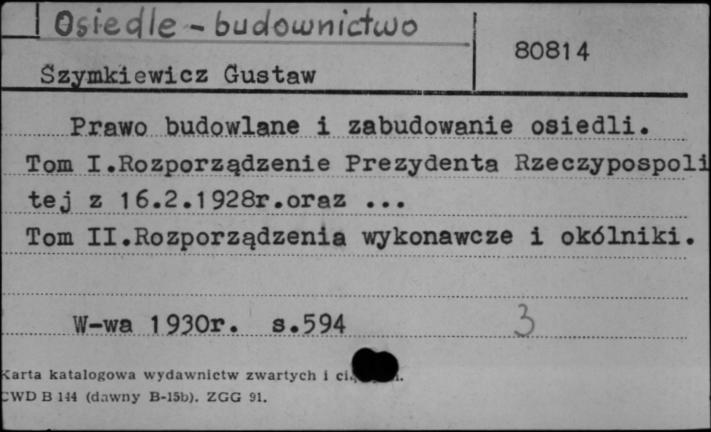 Osiedle - budownictwo
80814
Szymkiewicz Gustaw
Prawo budowlane i zabudowanie osiedli.
Tom I.Rozporządzenie Prezydenta Rzeczypospoli
tej z 16.2.1928r.oraz ...
Tom II.Rozporządzenia wykonawcze i okólniki.
W-wa 1930r. s.594
3
Karta katalogowa wydawnictw zwartych i
CWD B 144 (dawny B-15b). ZGG 91.